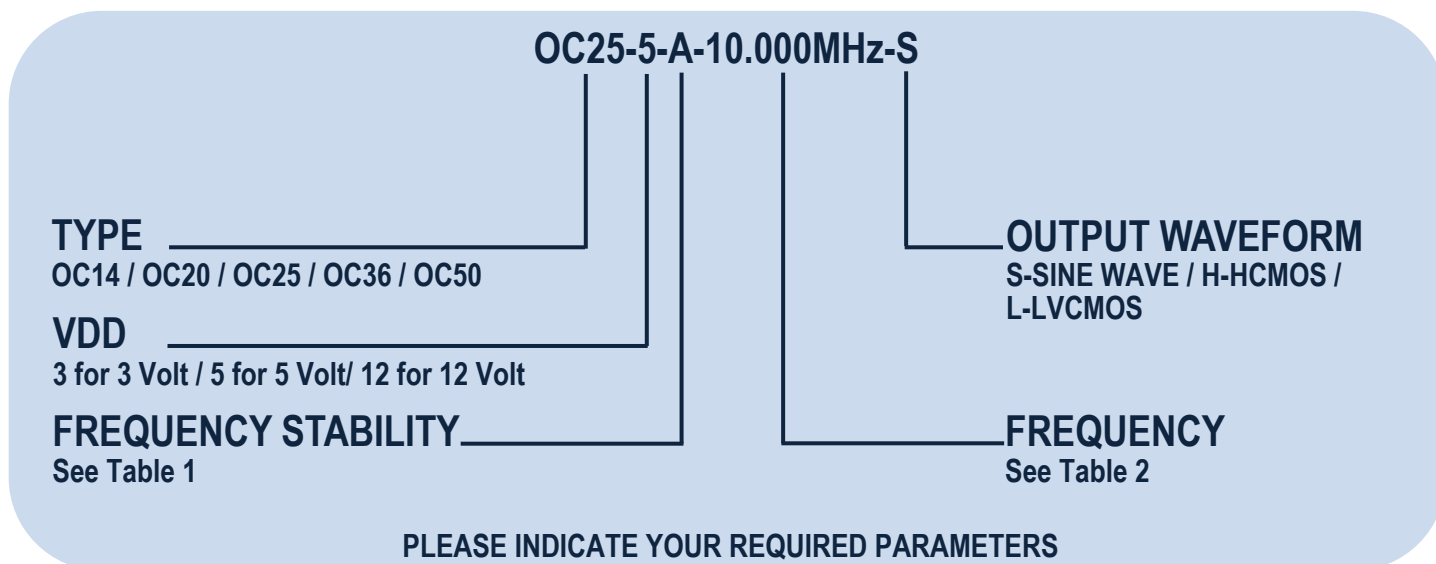 OC25-5-A-10.000MHz-S
TYPE
OC14 / OC20 / OC25 / OC36 / OC50
VDD
3 for 3 Volt / 5 for 5 Volt/ 12 for 12 Volt
FREQUENCY STABILITY
See Table 1
OUTPUT WAVEFORM
S-SINE WAVE / H-HCMOS /
L-LVCMOS
FREQUENCY
See Table 2
PLEASE INDICATE YOUR REQUIRED PARAMETERS